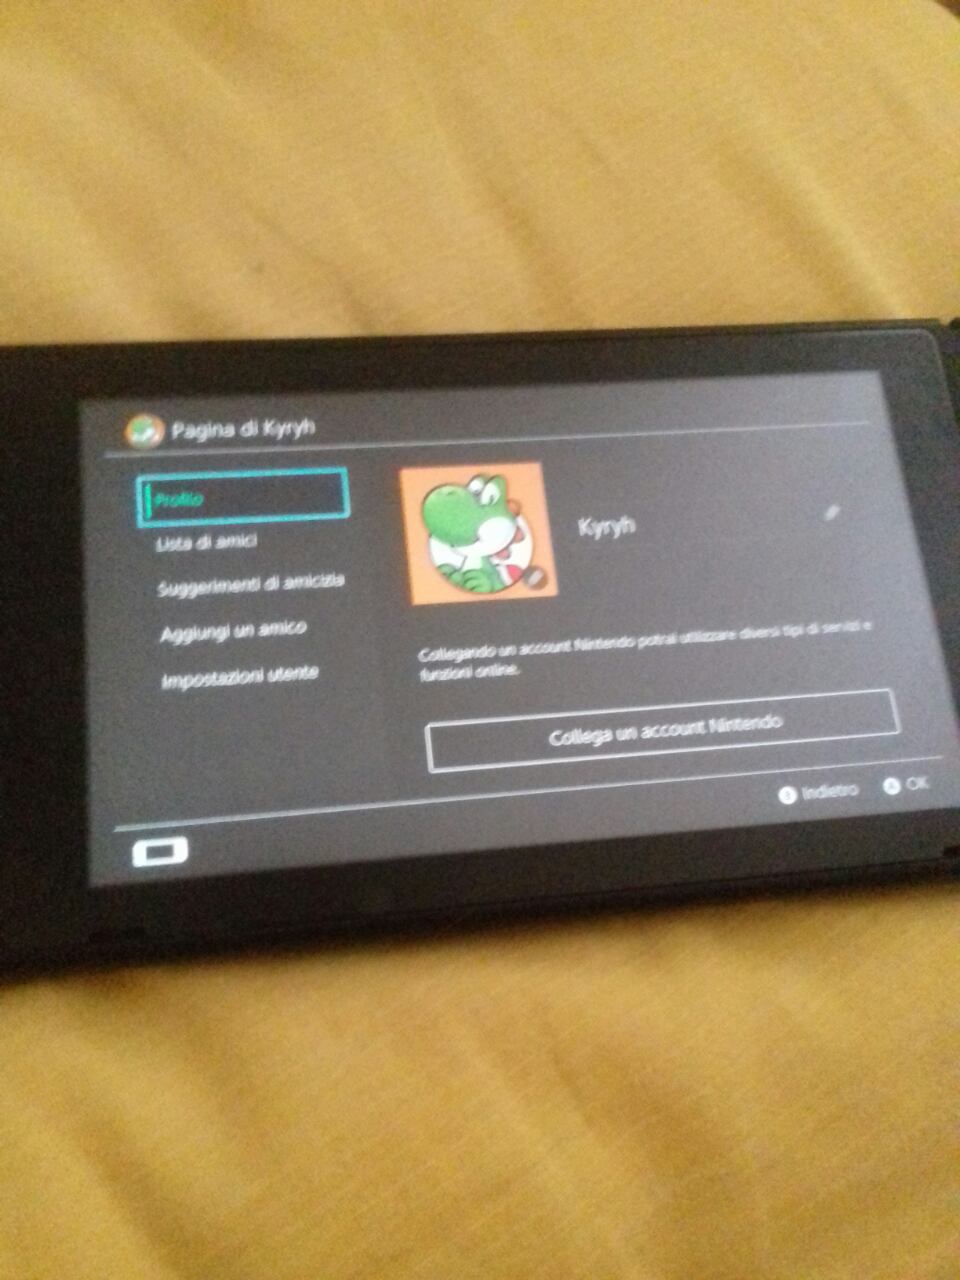 Pagina di Kyryh
Profilo
Lista di amici
Suggerimenti di amicizia
Aggiungi un amico
Impostazioni utente
Kyryh
Collegando un account Nintendo potrai utilizzare diversi tipi di servizi e
funzioni online.
Collega un account Nintendo
B Indietro A OK